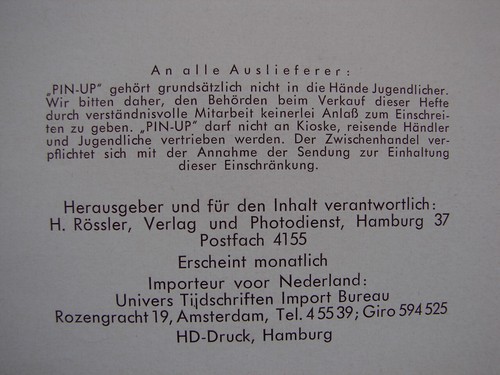 An alle Auslieferer:
„PIN-UP“ gehört grundsätzlich nicht in die Hände Jugendlicher.
Wir bitten daher, den Behörden beim Verkauf dieser Hefte
durch verständnisvolle Mitarbeit keinerlei Anlaß zum Einschrei-
ten zu geben. „PIN-UP“ darf nicht an Kioske, reisende Händler
und Jugendliche vertrieben werden. Der Zwischenhandel ver-
pflichtet sich mit der Annahme der Sendung zur Einhaltung
dieser Einschränkung.
Herausgeber und für den Inhalt verantwortlich:
H. Rössler, Verlag und Photodienst, Hamburg 37
Postfach 4155
Erscheint monatlich
Importeur voor Nederland:
Univers Tijdschriften Import Bureau
Rozengracht 19, Amsterdam, Tel. 4 55 39; Giro 594 525
HD-Druck, Hamburg